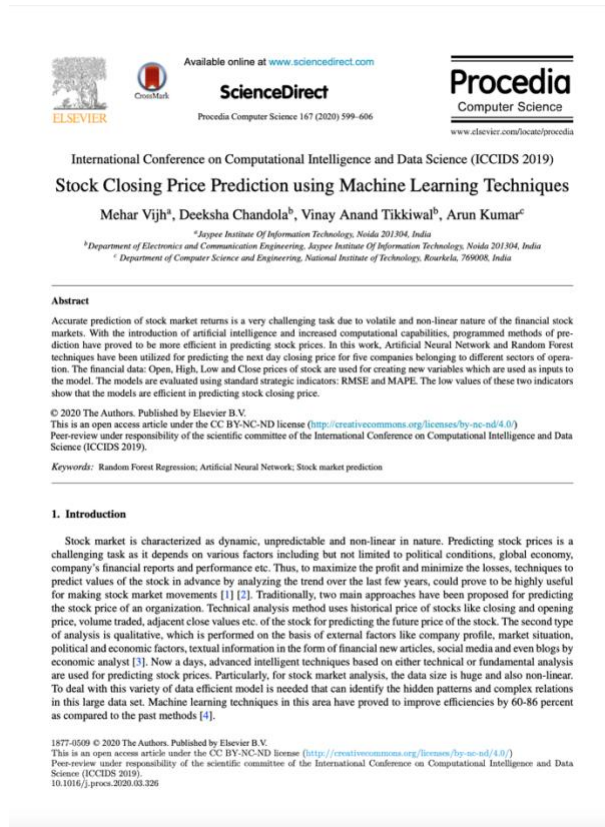 Available online at www.sciencedirect.com
ELSEVIER
CrossMark
ScienceDirect
Procedia Computer Science 167 (2020) 599–606
Procedia
Computer Science
www.elsevier.com/locate/procedia
International Conference on Computational Intelligence and Data Science (ICCIDS 2019)
Stock Closing Price Prediction using Machine Learning Techniques
Mehar Vijhᵃ, Deeksha Chandolaᵇ, Vinay Anand Tikkiwalᵇ, Arun Kumarᶜ
ᵃJaypee Institute Of Information Technology, Noida 201304, India
ᵇDepartment of Electronics and Communication Engineering, Jaypee Institute Of Information Technology, Noida 201304, India
ᶜ Department of Computer Science and Engineering, National Institute of Technology, Rourkela, 769008, India
Abstract
Accurate prediction of stock market returns is a very challenging task due to volatile and non-linear nature of the financial stock
markets. With the introduction of artificial intelligence and increased computational capabilities, programmed methods of pre-
diction have proved to be more efficient in predicting stock prices. In this work, Artificial Neural Network and Random Forest
techniques have been utilized for predicting the next day closing price for five companies belonging to different sectors of opera-
tion. The financial data: Open, High, Low and Close prices of stock are used for creating new variables which are used as inputs to
the model. The models are evaluated using standard strategic indicators: RMSE and MAPE. The low values of these two indicators
show that the models are efficient in predicting stock closing price.
© 2020 The Authors. Published by Elsevier B.V.
This is an open access article under the CC BY-NC-ND license (http://creativecommons.org/licenses/by-nc-nd/4.0/)
Peer-review under responsibility of the scientific committee of the International Conference on Computational Intelligence and Data
Science (ICCIDS 2019).
Keywords: Random Forest Regression; Artificial Neural Network; Stock market prediction
1. Introduction
Stock market is characterized as dynamic, unpredictable and non-linear in nature. Predicting stock prices is a
challenging task as it depends on various factors including but not limited to political conditions, global economy,
company's financial reports and performance etc. Thus, to maximize the profit and minimize the losses, techniques to
predict values of the stock in advance by analyzing the trend over the last few years, could prove to be highly useful
for making stock market movements [1] [2]. Traditionally, two main approaches have been proposed for predicting
the stock price of an organization. Technical analysis method uses historical price of stocks like closing and opening
price, volume traded, adjacent close values etc. of the stock for predicting the future price of the stock. The second type
of analysis is qualitative, which is performed on the basis of external factors like company profile, market situation,
political and economic factors, textual information in the form of financial new articles, social media and even blogs by
economic analyst [3]. Now a days, advanced intelligent techniques based on either technical or fundamental analysis
are used for predicting stock prices. Particularly, for stock market analysis, the data size is huge and also non-linear.
To deal with this variety of data efficient model is needed that can identify the hidden patterns and complex relations
in this large data set. Machine learning techniques in this area have proved to improve efficiencies by 60-86 percent
as compared to the past methods [4].
1877-0509 © 2020 The Authors. Published by Elsevier B.V.
This is an open access article under the CC BY-NC-ND license (http://creativecommons.org/licenses/by-nc-nd/4.0/)
Peer-review under responsibility of the scientific committee of the International Conference on Computational Intelligence and Data
Science (ICCIDS 2019).
10.1016/j.procs.2020.03.326